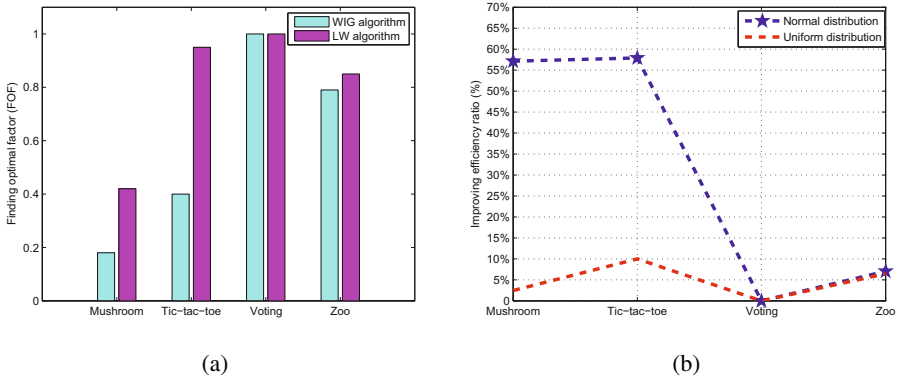 WIG algorithm
LW algorithm
Finding optimal factor (FOF)
1
0.8
0.6
0.4
0.2
0
Mushroom
Tic−tac−toe
Voting
Zoo
(a)
Normal distribution
Uniform distribution
Improving efficiency ratio (%)
70%
65%
60%
55%
50%
45%
40%
35%
30%
25%
20%
15%
10%
5%
0%
Mushroom
Tic−tac−toe
Voting
Zoo
(b)